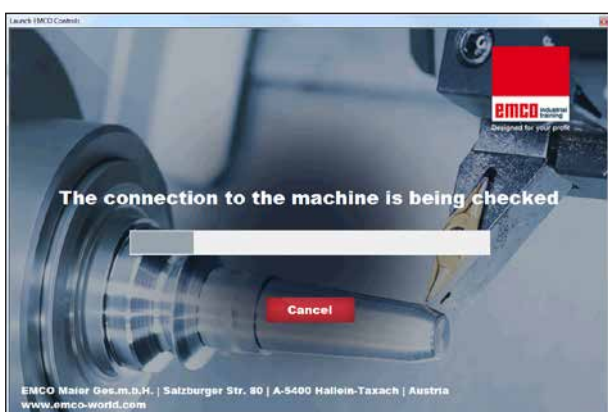 Launch EMCO Controls
emco industrial training
Designed for your profit
The connection to the machine is being checked
Cancel
EMCO Maier Ges.m.b.H. | Salzburger Str. 80 | A-5400 Hallein-Taxach | Austria
www.emco-world.com